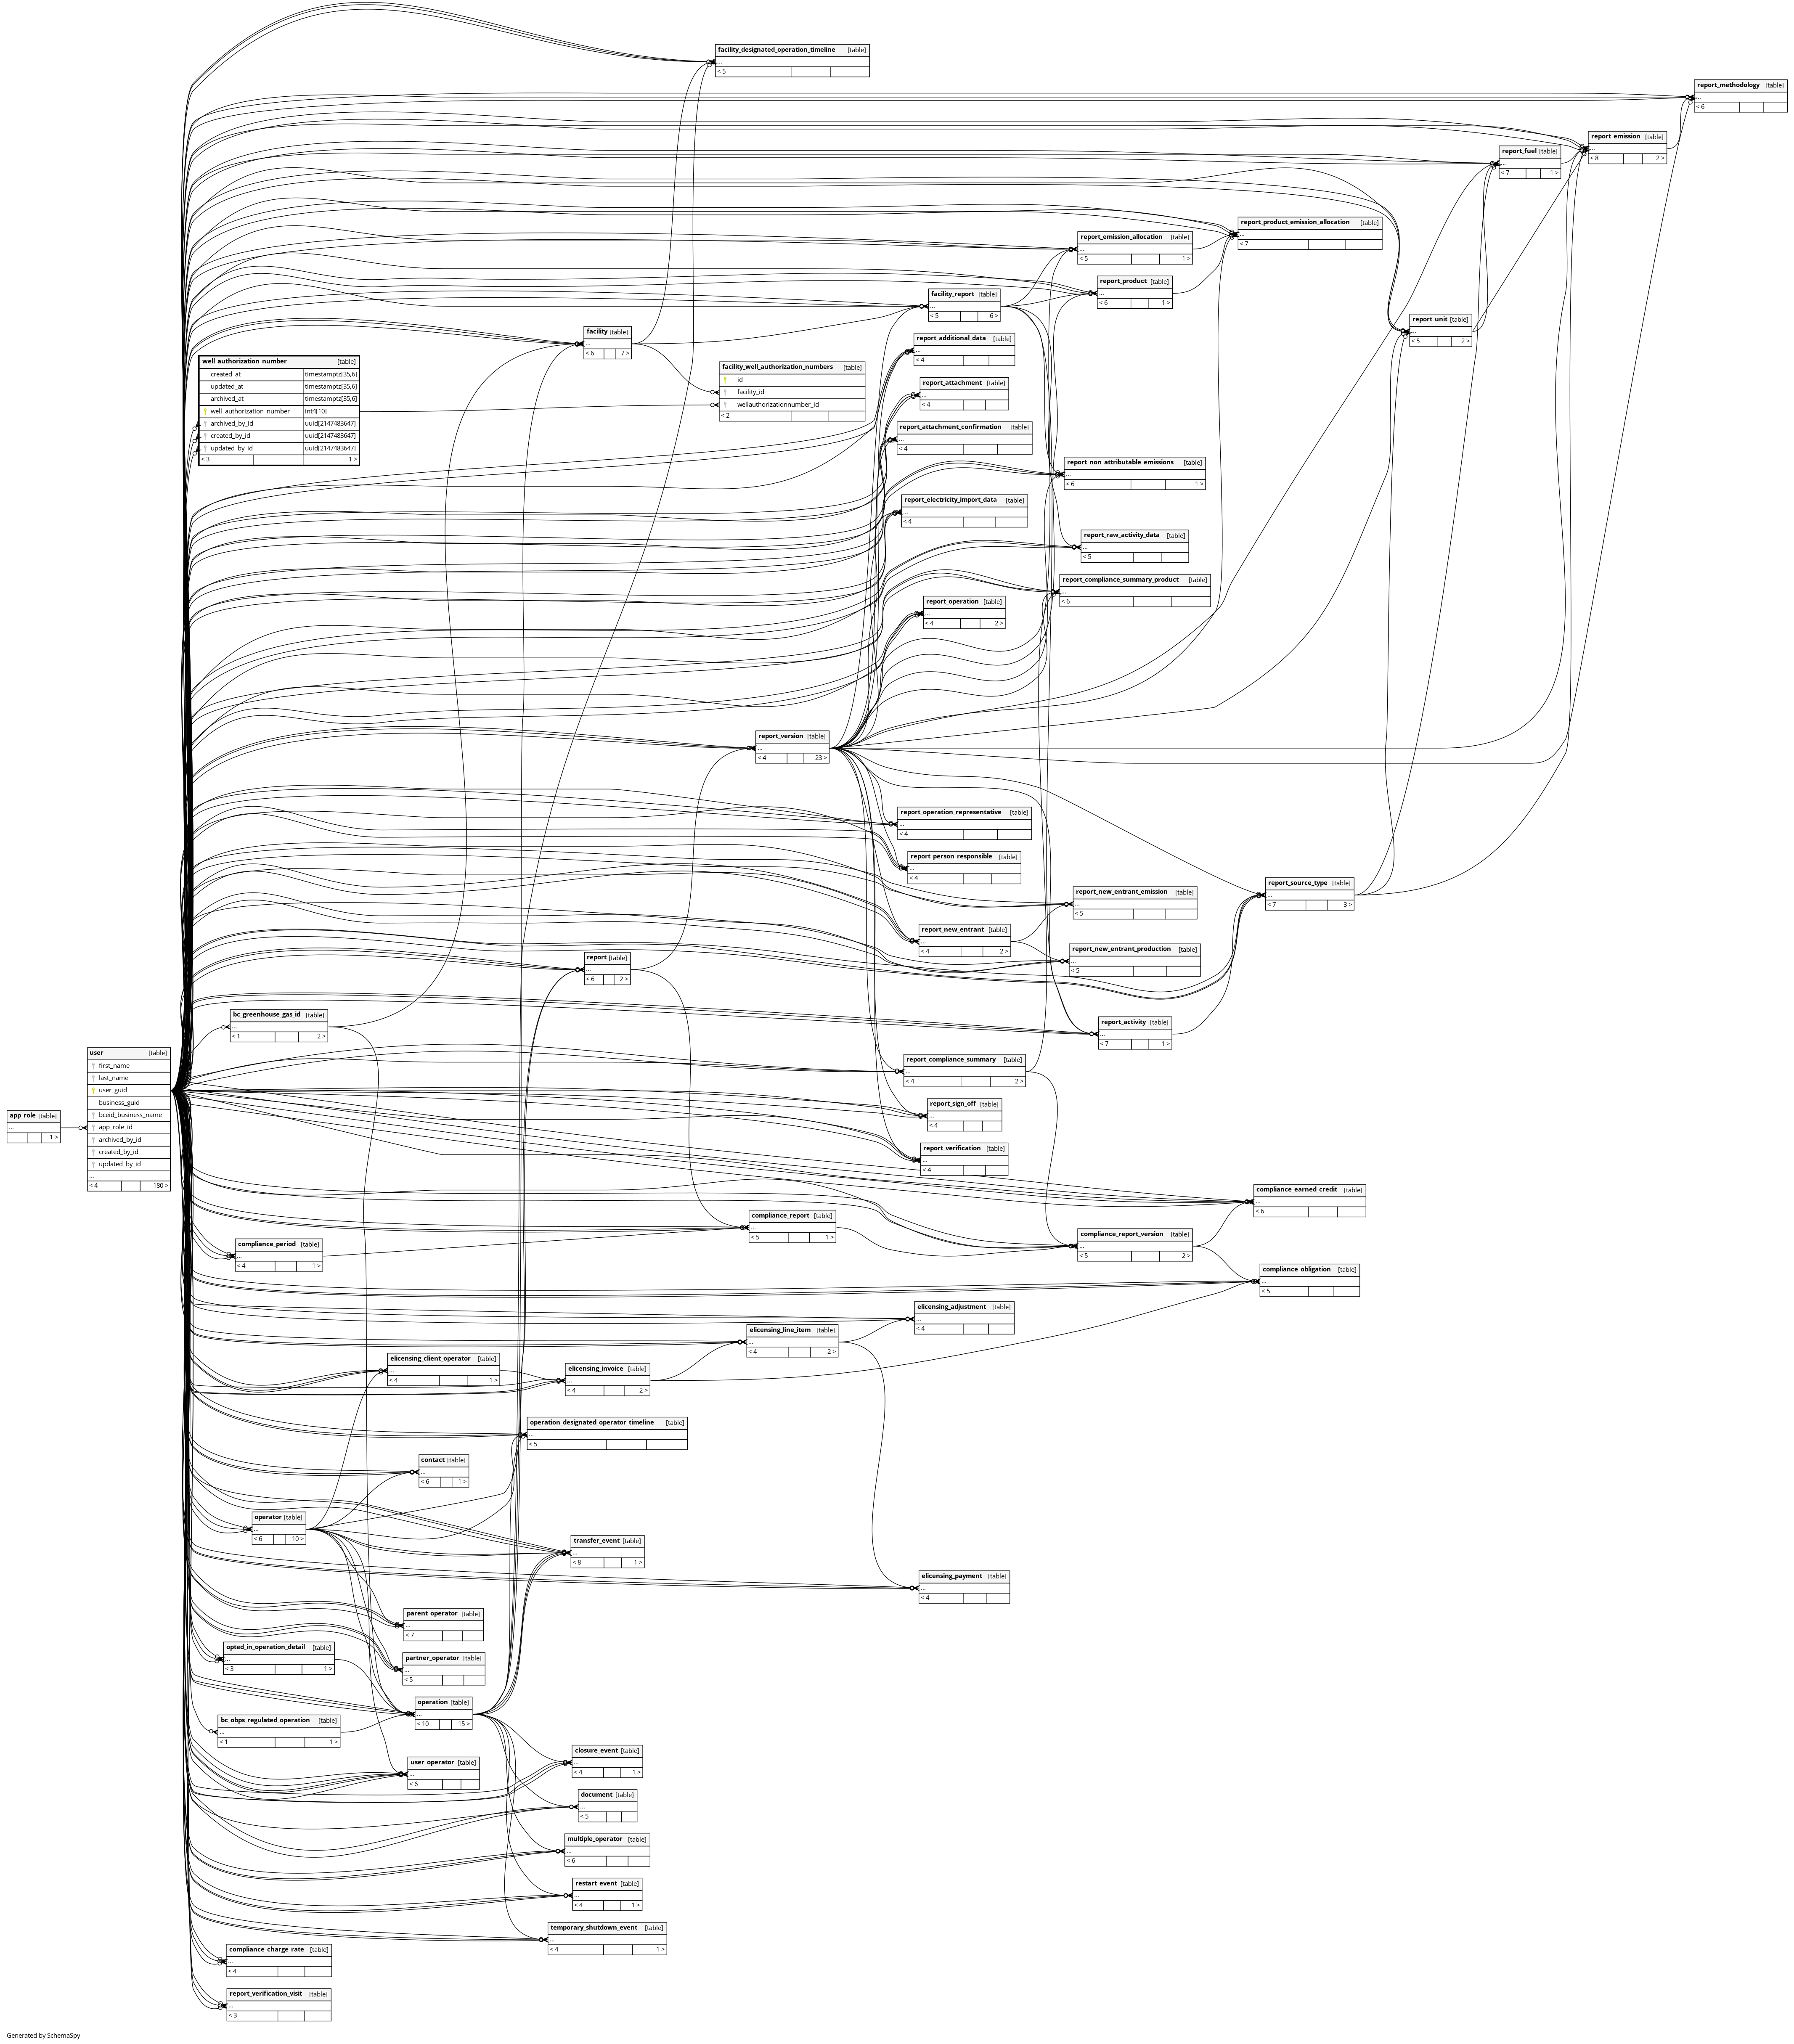 facility_designated_operation_timeline [table]
...
< 5
report_methodology [table]
...
< 6
report_emission [table]
...
< 8 2 >
report_fuel [table]
...
< 7 1 >
report_product_emission_allocation [table]
...
< 7
report_emission_allocation [table]
...
< 5 1 >
report_product [table]
...
< 6 1 >
facility_report [table]
...
< 5 6 >
report_unit [table]
...
< 5 2 >
facility [table]
...
< 6 7 >
report_additional_data [table]
...
< 4
well_authorization_number [table]
created_at timestamptz[35,6]
updated_at timestamptz[35,6]
archived_at timestamptz[35,6]
well_authorization_number int4[10]
archived_by_id uuid[2147483647]
created_by_id uuid[2147483647]
updated_by_id uuid[2147483647]
< 3 1 >
facility_well_authorization_numbers [table]
id
facility_id
wellauthorizationnumber_id
< 2
report_attachment [table]
...
< 4
report_attachment_confirmation [table]
...
< 4
report_non_attributable_emissions [table]
...
< 6 1 >
report_electricity_import_data [table]
...
< 4
report_raw_activity_data [table]
...
< 5
report_compliance_summary_product [table]
...
< 6
report_operation [table]
...
< 4 2 >
report_version [table]
...
< 4 23 >
report_operation_representative [table]
...
< 4
report_person_responsible [table]
...
< 4
report_source_type [table]
...
< 7 3 >
report_new_entrant_emission [table]
...
< 5
report_new_entrant [table]
...
< 4 2 >
report_new_entrant_production [table]
...
< 5
report [table]
...
< 6 2 >
bc_greenhouse_gas_id [table]
...
< 1 2 >
report_activity [table]
...
< 7 1 >
user [table]
first_name
last_name
user_guid
business_guid
bceid_business_name
app_role_id
archived_by_id
created_by_id
updated_by_id
...
< 4 180 >
app_role [table]
...
1 >
report_compliance_summary [table]
...
< 4 2 >
report_sign_off [table]
...
< 4
report_verification [table]
...
< 4
compliance_earned_credit [table]
...
< 6
compliance_report [table]
...
< 5 1 >
compliance_report_version [table]
...
< 5 2 >
compliance_period [table]
...
< 4 1 >
compliance_obligation [table]
...
< 5
elicensing_adjustment [table]
...
< 4
elicensing_line_item [table]
...
< 4 2 >
elicensing_client_operator [table]
...
< 4 1 >
elicensing_invoice [table]
...
< 4 2 >
operation_designated_operator_timeline [table]
...
< 5
contact [table]
...
< 6 1 >
operator [table]
...
< 6 10 >
transfer_event [table]
...
< 8 1 >
elicensing_payment [table]
...
< 4
parent_operator [table]
...
< 7
opted_in_operation_detail [table]
...
< 3 1 >
partner_operator [table]
...
< 5
operation [table]
...
< 10 15 >
bc_obps_regulated_operation [table]
...
< 1 1 >
closure_event [table]
...
< 4 1 >
user_operator [table]
...
< 6
document [table]
...
< 5
multiple_operator [table]
...
< 6
restart_event [table]
...
< 4 1 >
temporary_shutdown_event [table]
...
< 4 1 >
compliance_charge_rate [table]
...
< 4
report_verification_visit [table]
...
< 3
Generated by SchemaSpy